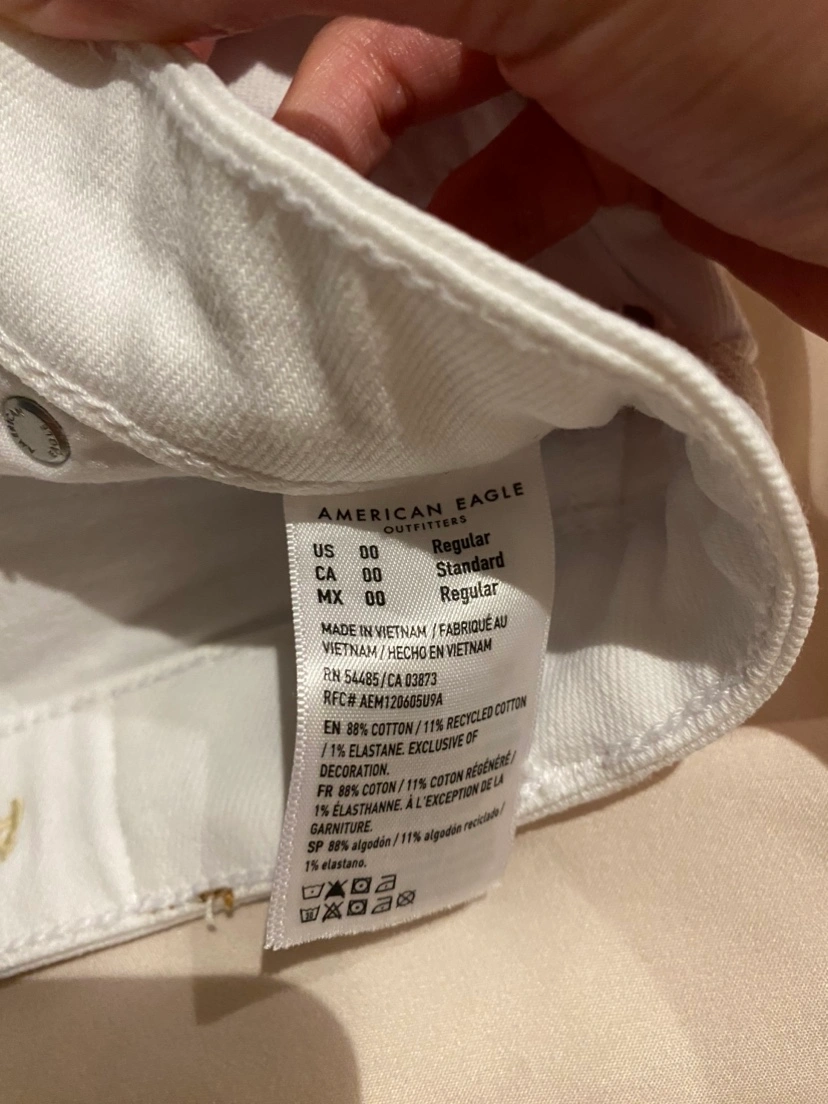 AMERICAN EAGLE
OUTFITTERS
US 00 Regular
CA 00 Standard
MX 00 Regular
MADE IN VIETNAM / FABRIQUÉ AU
VIETNAM / HECHO EN VIETNAM
RN 54485/CA 03873
RFC# AEM120605U9A
EN 88% COTTON / 11% RECYCLED COTTON
/ 1% ELASTANE. EXCLUSIVE OF
DECORATION.
FR 88% COTON / 11% COTON RÉGÉNÉRÉ /
1% ÉLASTHANNE. À L'EXCEPTION DE LA
GARNITURE.
SP 88% algodón / 11% algodón reciclado /
1% elastano.